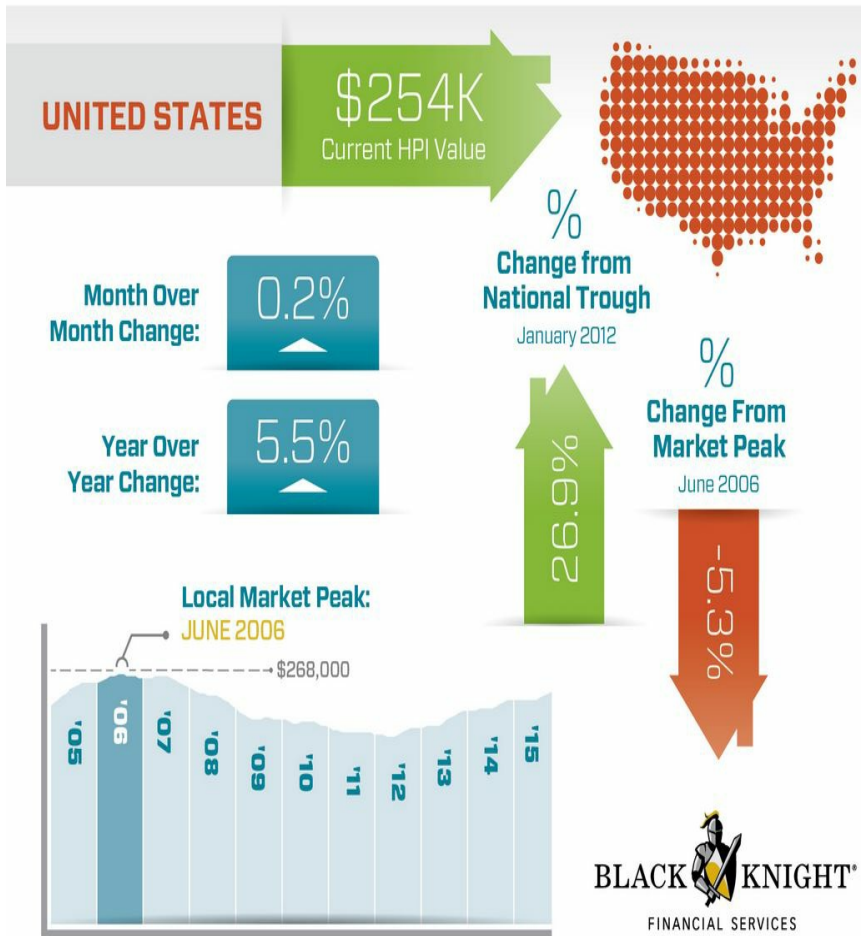 UNITED STATES
$254K
Current HPI Value
Month Over
Month Change:
0.2%
%
Change from
National Trough
January 2012
26.9%
%
Change From
Market Peak
June 2006
-5.3%
Year Over
Year Change:
5.5%
Local Market Peak:
JUNE 2006
$268,000
'05
'06
'07
'08
'09
'10
'11
'12
'13
'14
'15
BLACK KNIGHT®
FINANCIAL SERVICES